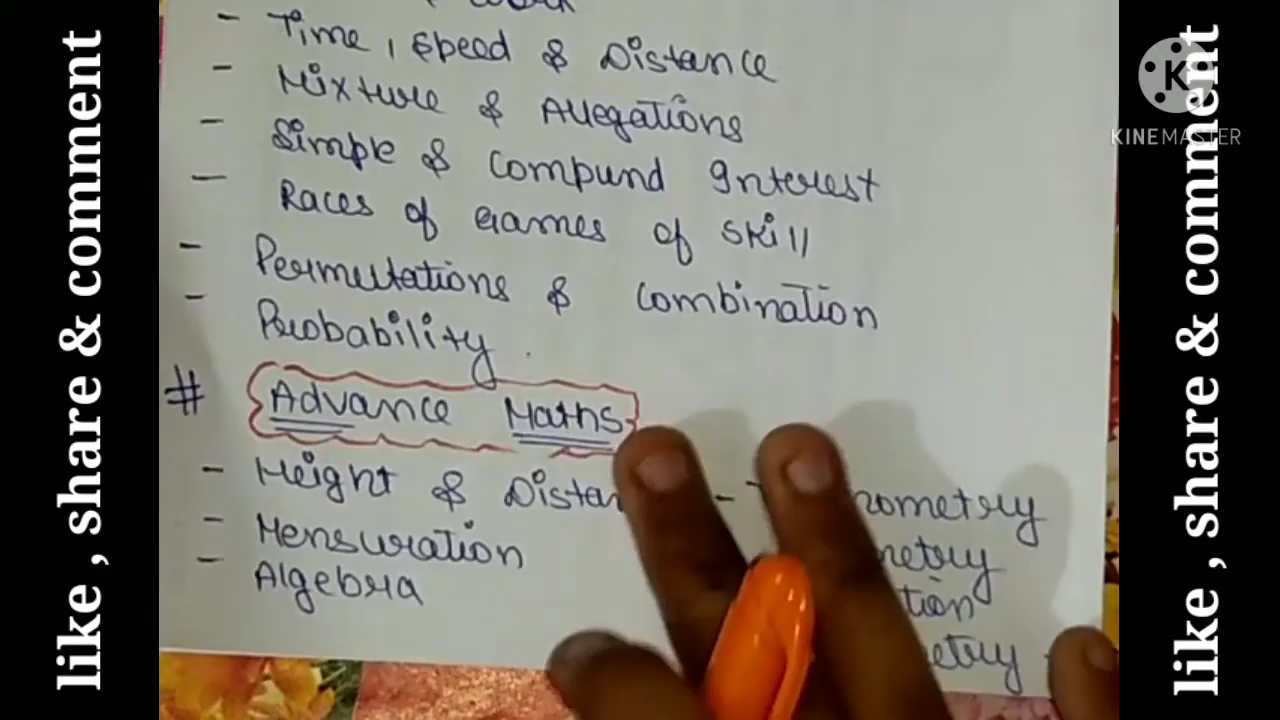 like , share & comment
- Time , Speed & Distance
- Mixture & Allegations
- Simple & Compund Interest
- Races of Games of Skill
- Permutations & Combination
- Probability .
# Advance Maths
- Height & Distan -
- Mensuration
- Algebra
like , share & comment
K
KINEMASTER